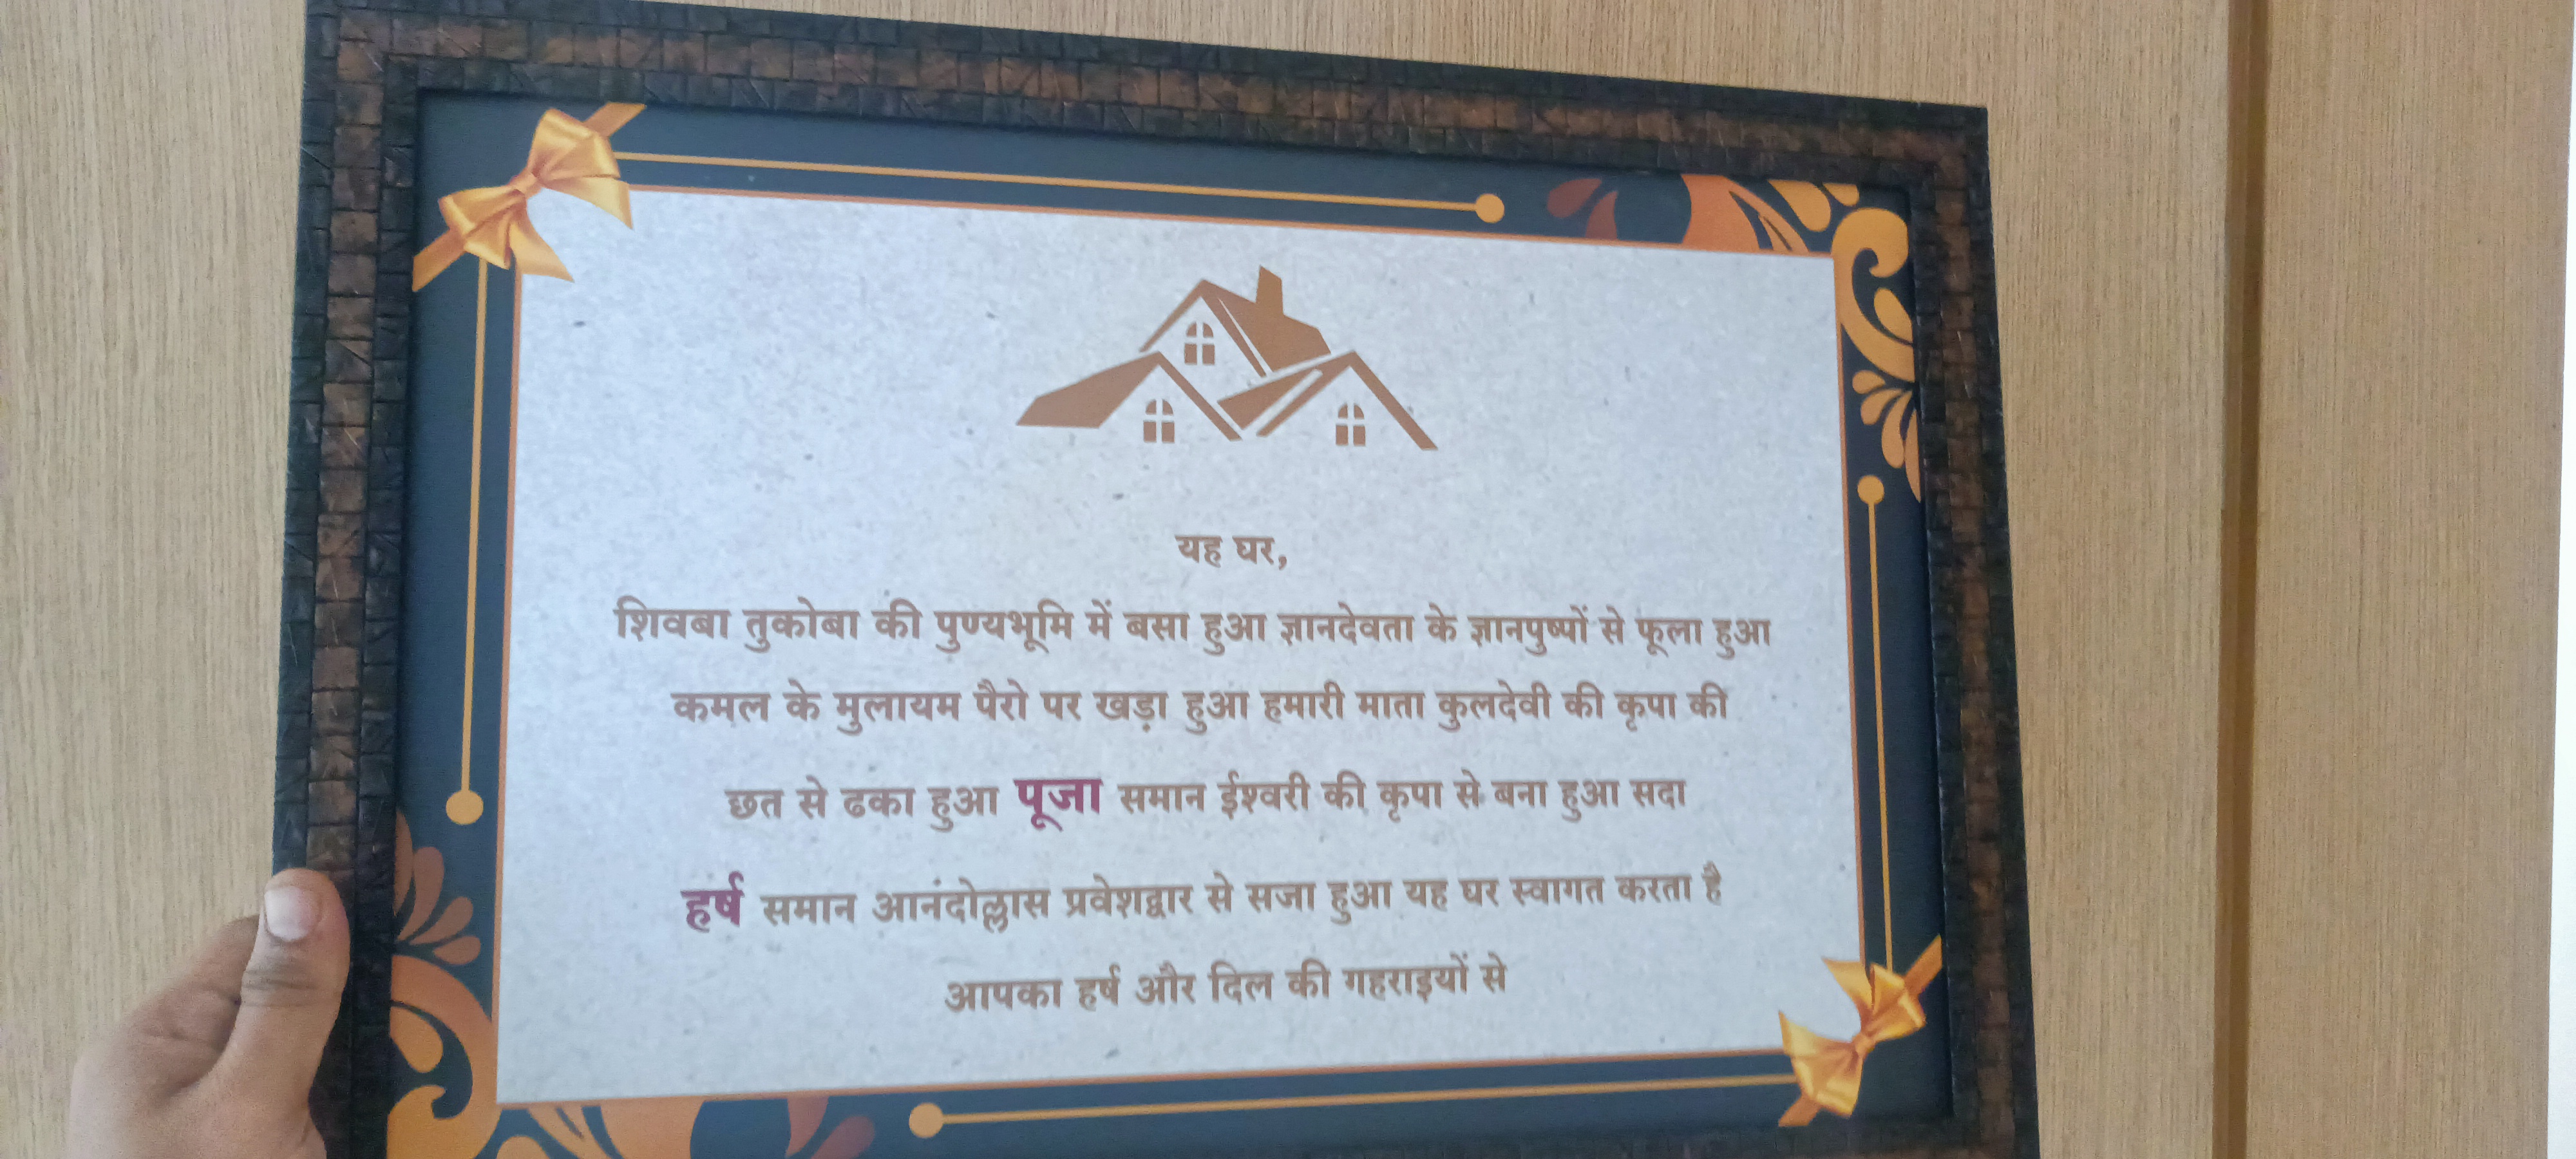 यह घर,
शिवबा तुकोबा की पुण्यभूमि में बसा हुआ ज्ञानदेवता के ज्ञानपुष्पों से फूला हुआ
कमल के मुलायम पैरो पर खड़ा हुआ हमारी माता कुलदेवी की कृपा की
छत से ढका हुआ पूजा समान ईश्वरी की कृपा से बना हुआ सदा
हर्ष समान आनंदोल्लास प्रवेशद्वार से सजा हुआ यह घर स्वागत करता है
आपका हर्ष और दिल की गहराइयों से